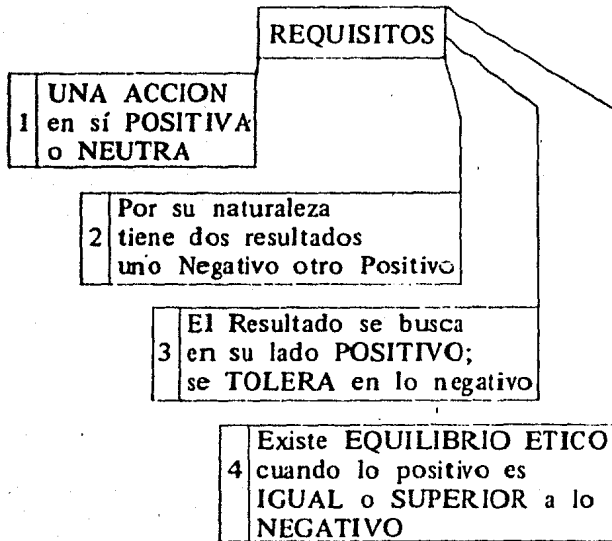 REQUISITOS
1 UNA ACCION
en sí POSITIVA
o NEUTRA
2 Por su naturaleza
tiene dos resultados
uno Negativo otro Positivo
3 El Resultado se busca
en su lado POSITIVO;
se TOLERA en lo negativo
4 Existe EQUILIBRIO ETICO
cuando lo positivo es
IGUAL o SUPERIOR a lo
NEGATIVO